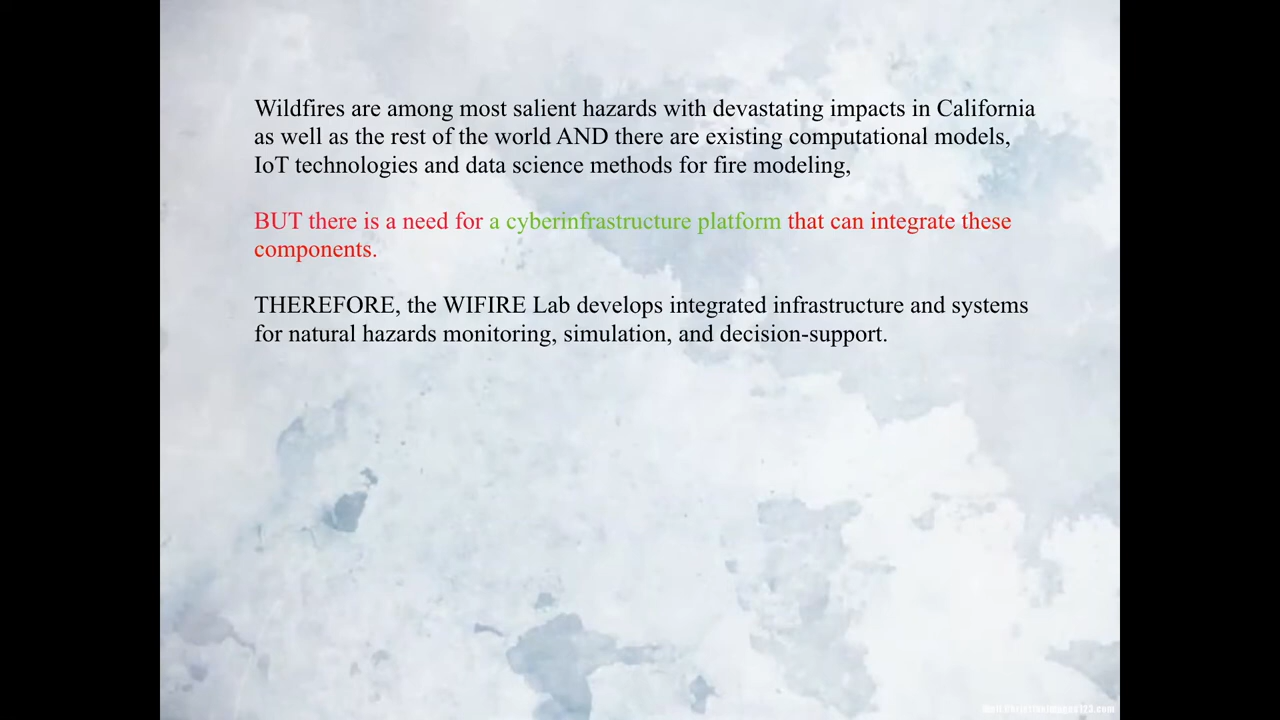 Wildfires are among most salient hazards with devastating impacts in California
as well as the rest of the world AND there are existing computational models,
IoT technologies and data science methods for fire modeling,
BUT there is a need for a cyberinfrastructure platform that can integrate these
components.
THEREFORE, the WIFIRE Lab develops integrated infrastructure and systems
for natural hazards monitoring, simulation, and decision-support.